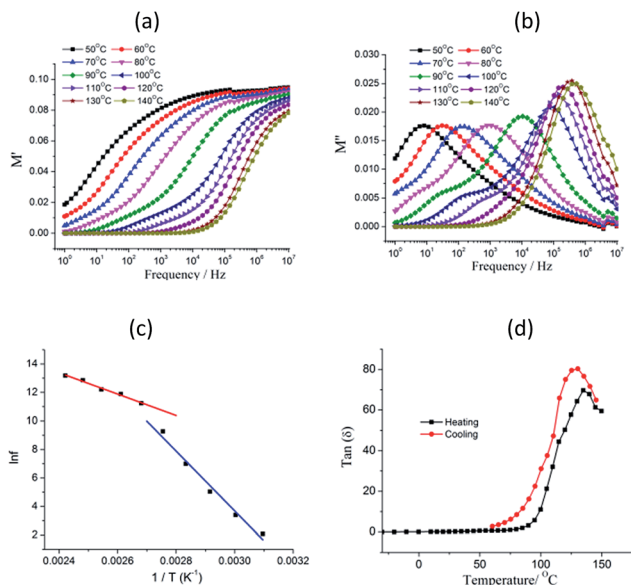 (a)
50°C 60°C
70°C 80°C
90°C 100°C
110°C 120°C
130°C 140°C
0.10
0.08
0.06
0.04
0.02
0.00
M'
10⁰ 10¹ 10² 10³ 10⁴ 10⁵ 10⁶ 10⁷
Frequency / Hz
(b)
50°C 60°C
70°C 80°C
90°C 100°C
110°C 120°C
130°C 140°C
0.030
0.025
0.020
0.015
0.010
0.005
0.000
M''
10⁰ 10¹ 10² 10³ 10⁴ 10⁵ 10⁶ 10⁷
Frequency / Hz
(c)
14
12
10
8
6
4
2
lnf
0.0024 0.0026 0.0028 0.0030 0.0032
1 / T (K⁻¹)
(d)
Heating
Cooling
80
60
40
20
0
Tan (δ)
0 50 100 150
Temperature/ °C